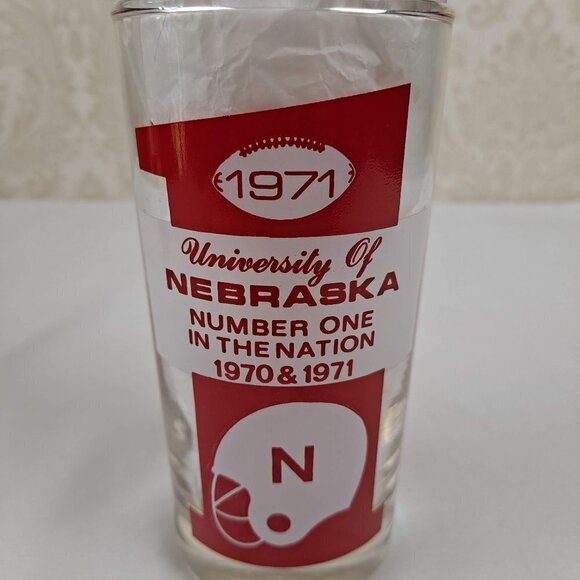 1971
University Of
NEBRASKA
NUMBER ONE
IN THE NATION
1970 & 1971
N